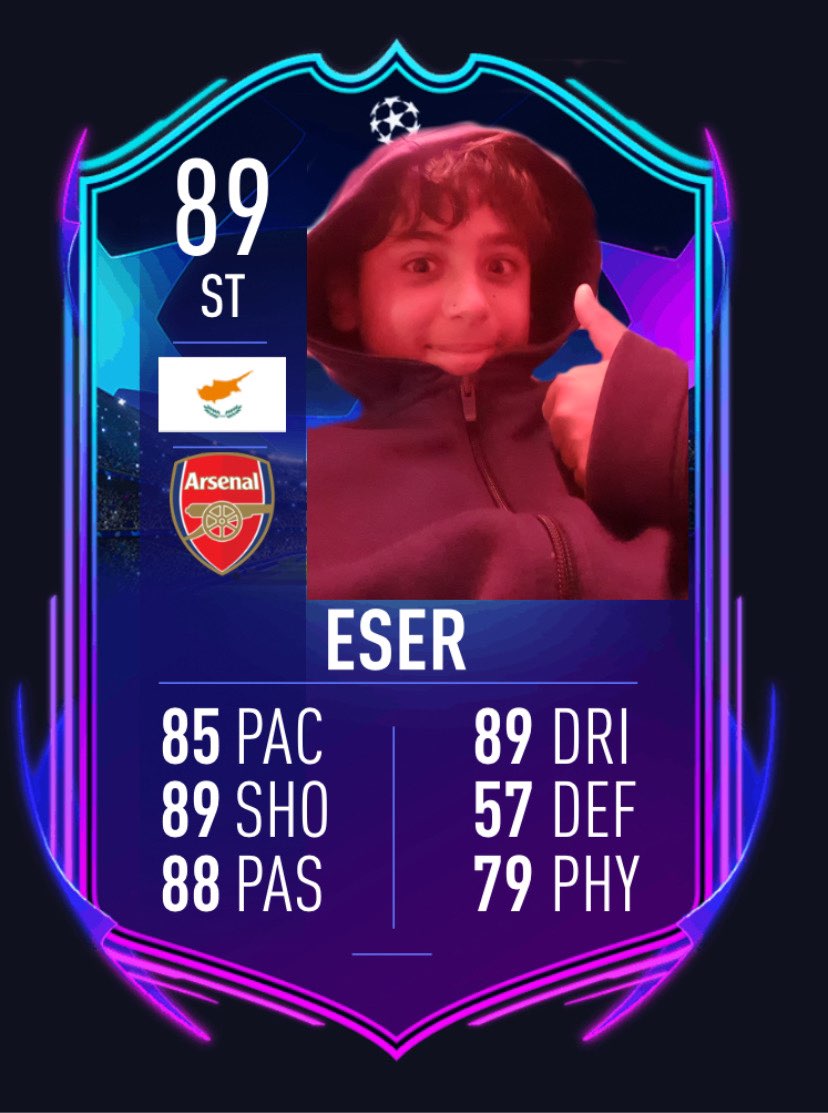 89
ST
Arsenal
ESER
85 PAC
89 SHO
88 PAS
89 DRI
57 DEF
79 PHY